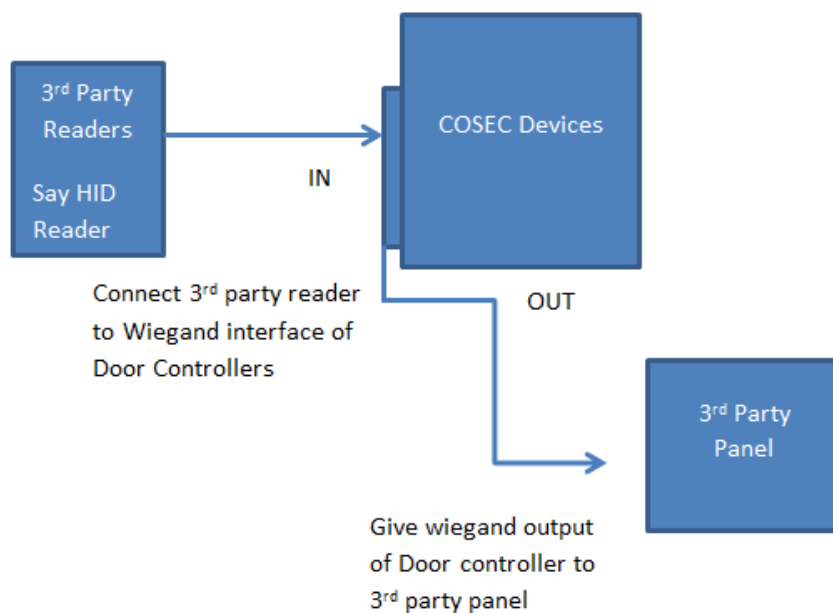 3rd Party
Readers
Say HID
Reader
IN
COSEC Devices
Connect 3rd party reader
to Wiegand interface of
Door Controllers
OUT
3rd Party
Panel
Give wiegand output
of Door controller to
3rd party panel